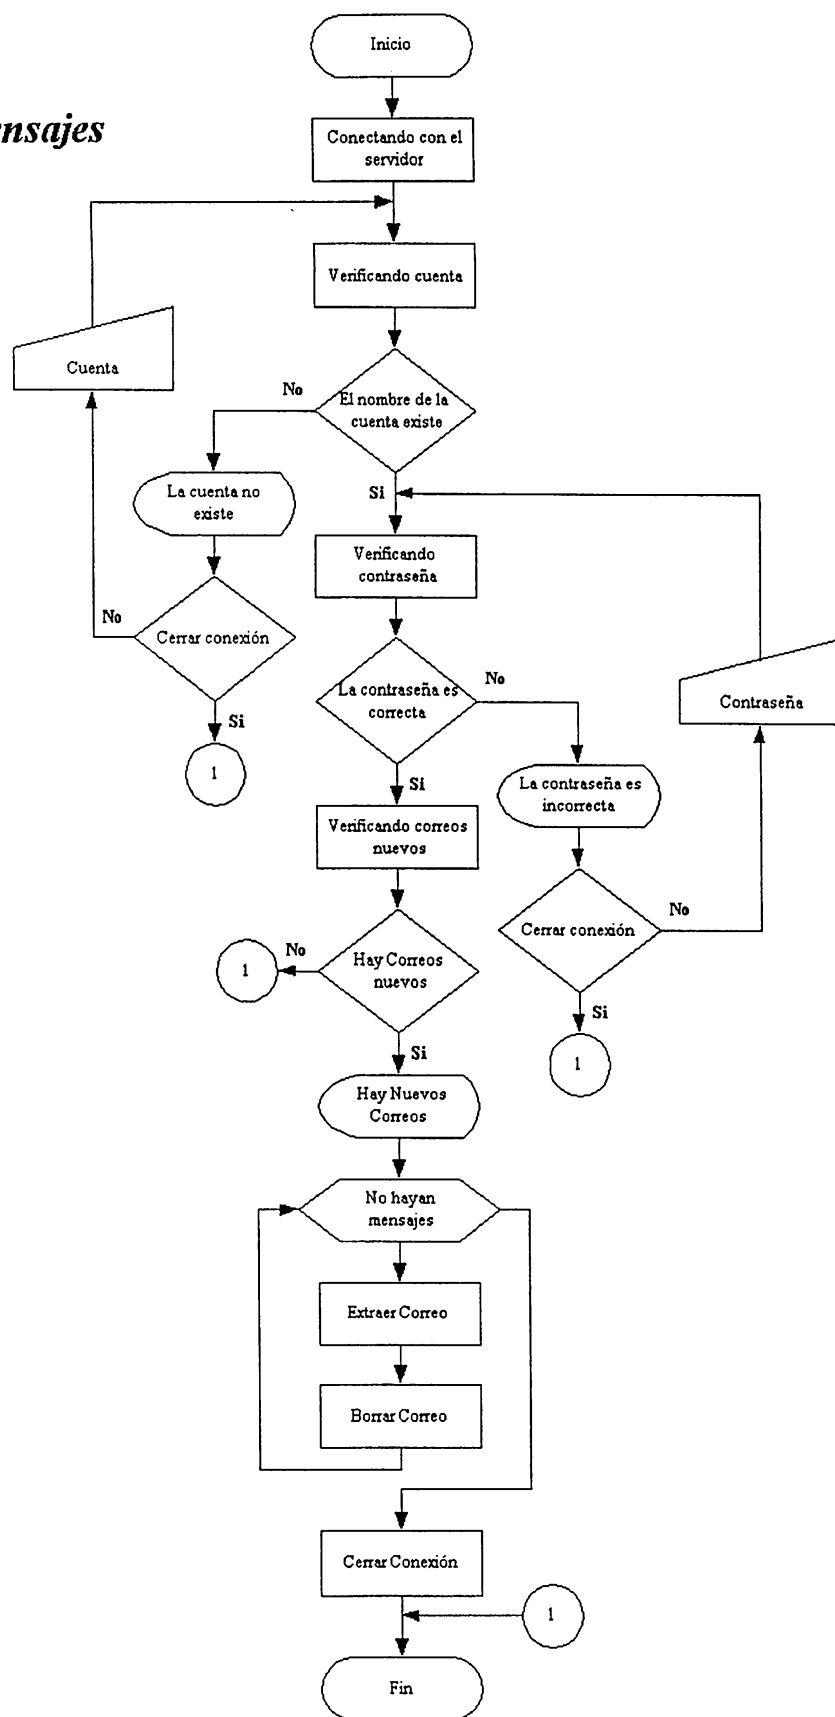 Inicio
Conectando con el
servidor
Verificando cuenta
Cuenta
No
El nombre de la
cuenta existe
La cuenta no
existe
Si
Verificando
contraseña
No
Cerrar conexión
Si
1
La contraseña es
correcta
No
Contraseña
Si
La contraseña es
incorrecta
Verificando correos
nuevos
Cerrar conexión
No
Si
1
Hay Correos
nuevos
No
1
Si
Hay Nuevos
Correos
No hayan
mensajes
Extraer Correo
Borrar Correo
Cerrar Conexión
1
Fin